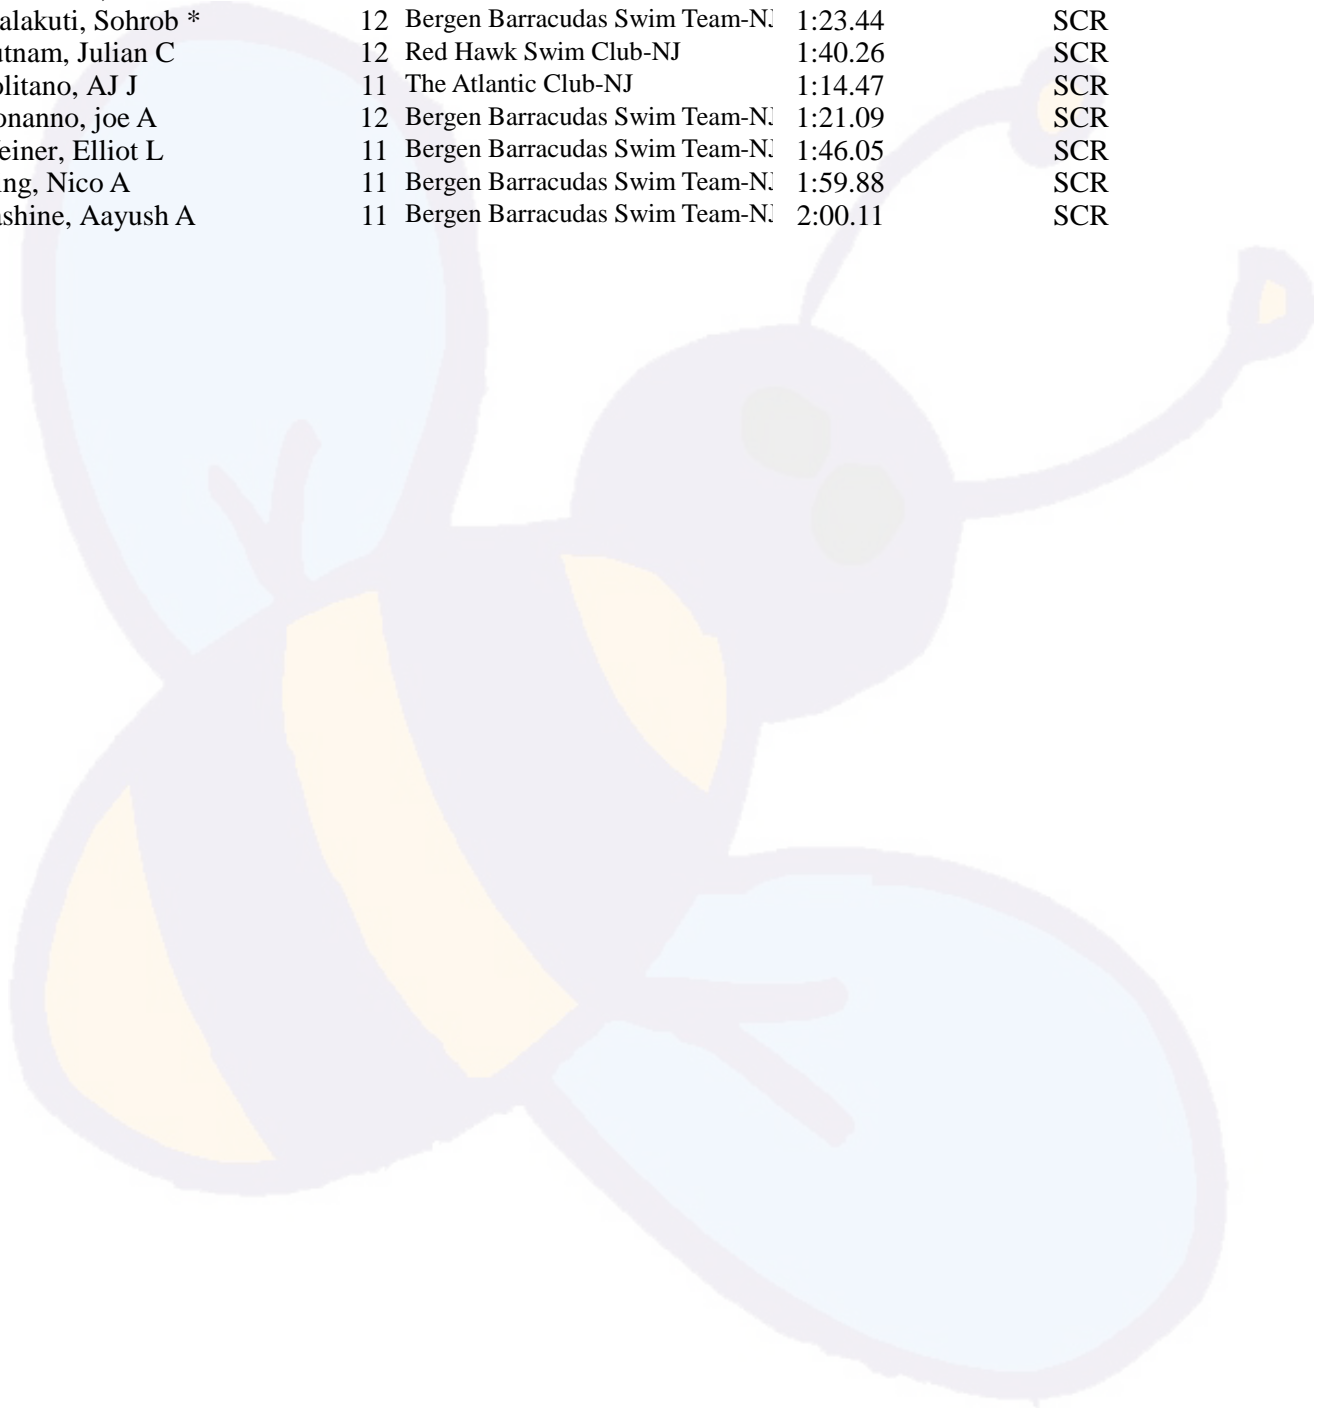 alakuti, Sohrob * 12 Bergen Barracudas Swim Team-NJ 1:23.44 SCR
utnam, Julian C 12 Red Hawk Swim Club-NJ 1:40.26 SCR
olitano, AJ J 11 The Atlantic Club-NJ 1:14.47 SCR
onanno, joe A 12 Bergen Barracudas Swim Team-NJ 1:21.09 SCR
einer, Elliot L 11 Bergen Barracudas Swim Team-NJ 1:46.05 SCR
ing, Nico A 11 Bergen Barracudas Swim Team-NJ 1:59.88 SCR
shine, Aayush A 11 Bergen Barracudas Swim Team-NJ 2:00.11 SCR